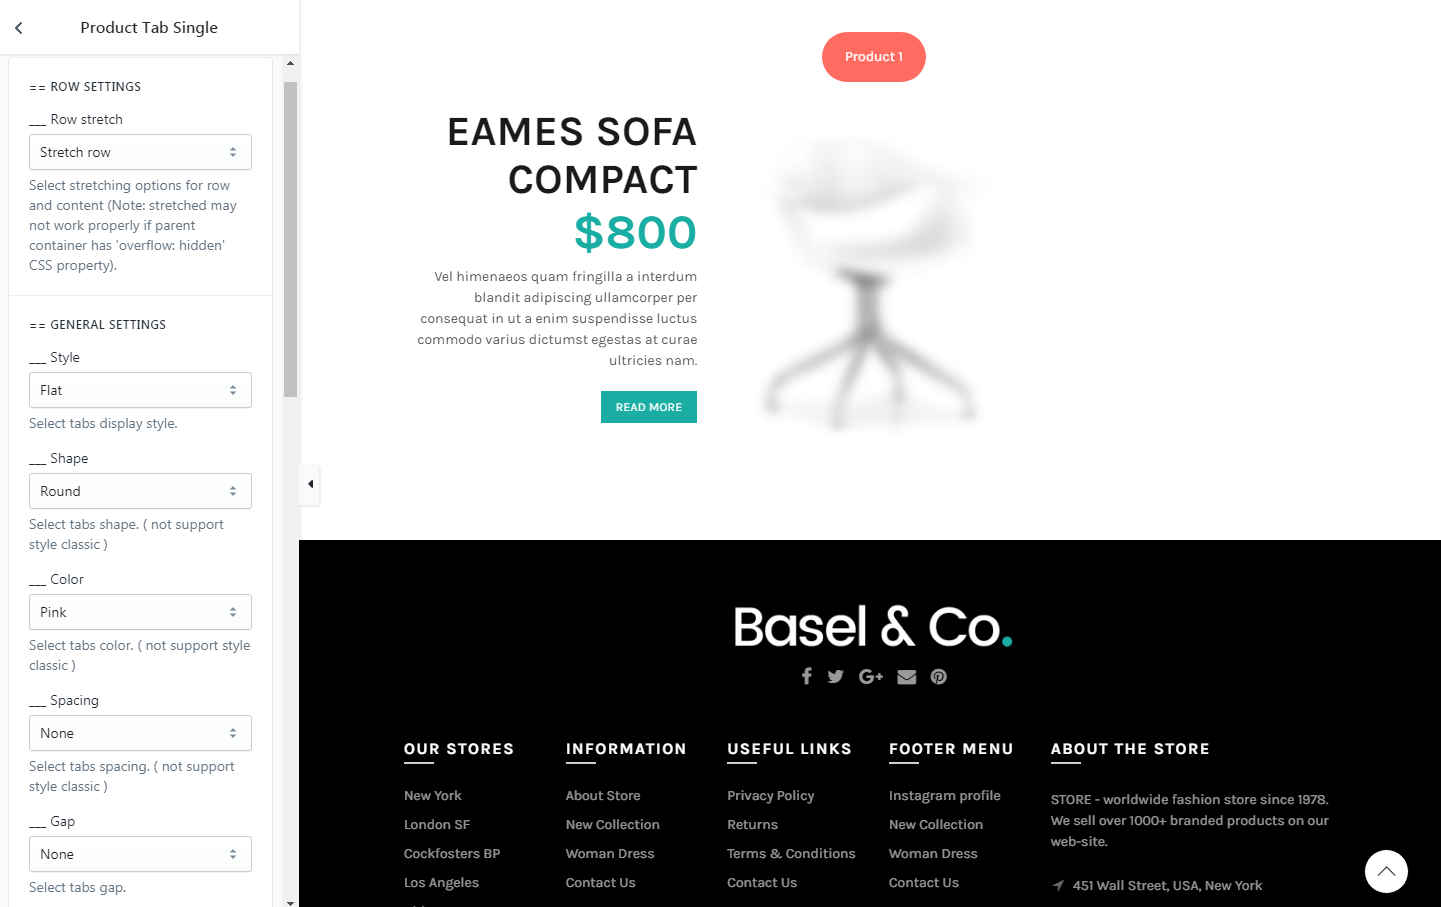 Product Tab Single
== ROW SETTINGS
___ Row stretch
Stretch row
Select stretching options for row
and content (Note: stretched may
not work properly if parent
container has 'overflow: hidden'
CSS property).
== GENERAL SETTINGS
___ Style
Flat
Select tabs display style.
___ Shape
Round
Select tabs shape. ( not support
style classic )
___ Color
Pink
Select tabs color. ( not support style
classic )
___ Spacing
None
Select tabs spacing. ( not support
style classic )
___ Gap
None
Select tabs gap.
Product 1
EAMES SOFA
COMPACT
$800
Vel himenaeos quam fringilla a interdum
blandit adipiscing ullamcorper per
consequat in ut a enim suspendisse luctus
commodo varius dictumst egestas at curae
ultricies nam.
READ MORE
Basel & Co.
OUR STORES
New York
London SF
Cockfosters BP
Los Angeles
INFORMATION
About Store
New Collection
Woman Dress
Contact Us
USEFUL LINKS
Privacy Policy
Returns
Terms & Conditions
Contact Us
FOOTER MENU
Instagram profile
New Collection
Woman Dress
Contact Us
ABOUT THE STORE
STORE - worldwide fashion store since 1978.
We sell over 1000+ branded products on our
web-site.
451 Wall Street, USA, New York